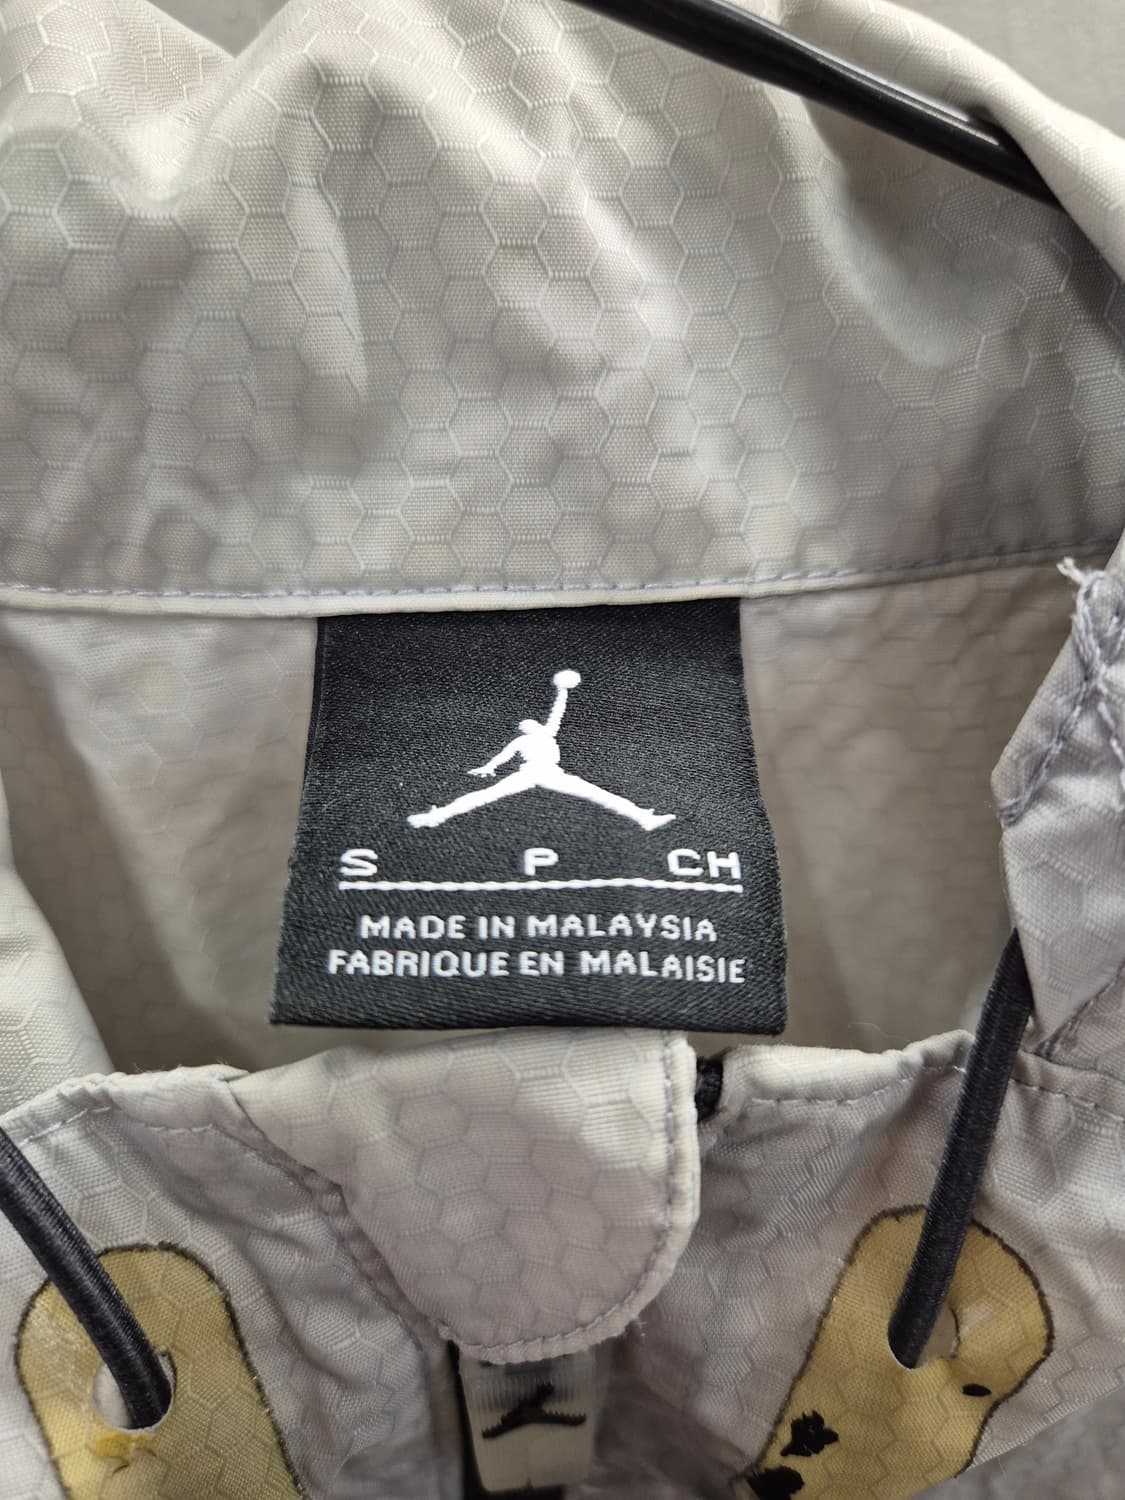 S P CH
MADE IN MALAYSIA
FABRIQUE EN MALAISIE